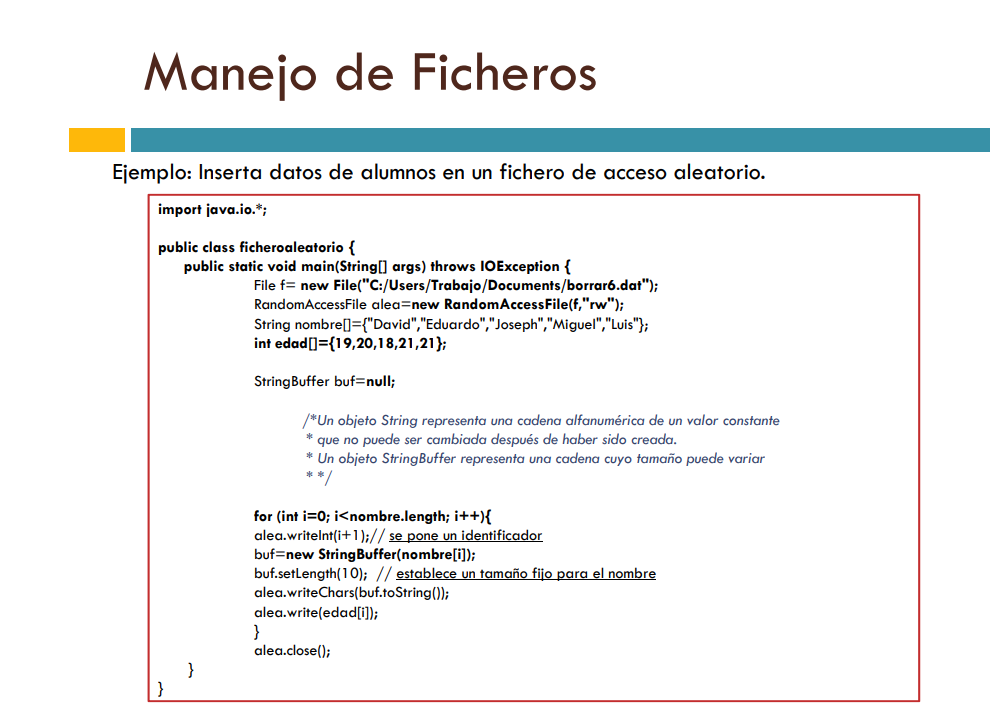 Manejo de Ficheros
Ejemplo: Inserta datos de alumnos en un fichero de acceso aleatorio.
import java.io.*;
public class ficheroaleatorio {
public static void main(String[] args) throws IOException {
File f= new File("C:/Users/Trabajo/Documents/borrar6.dat");
RandomAccessFile alea=new RandomAccessFile(f,"rw");
String nombre[]={"David","Eduardo","Joseph","Miguel","Luis"};
int edad[]={19,20,18,21,21};
StringBuffer buf=null;
/*Un objeto String representa una cadena alfanumérica de un valor constante
* que no puede ser cambiada después de haber sido creada.
* Un objeto StringBuffer representa una cadena cuyo tamaño puede variar
* */
for (int i=0; i<nombre.length; i++){
alea.writeInt(i+1);// se pone un identificador
buf=new StringBuffer(nombre[i]);
buf.setLength(10); // establece un tamaño fijo para el nombre
alea.writeChars(buf.toString());
alea.write(edad[i]);
}
alea.close();
}
}